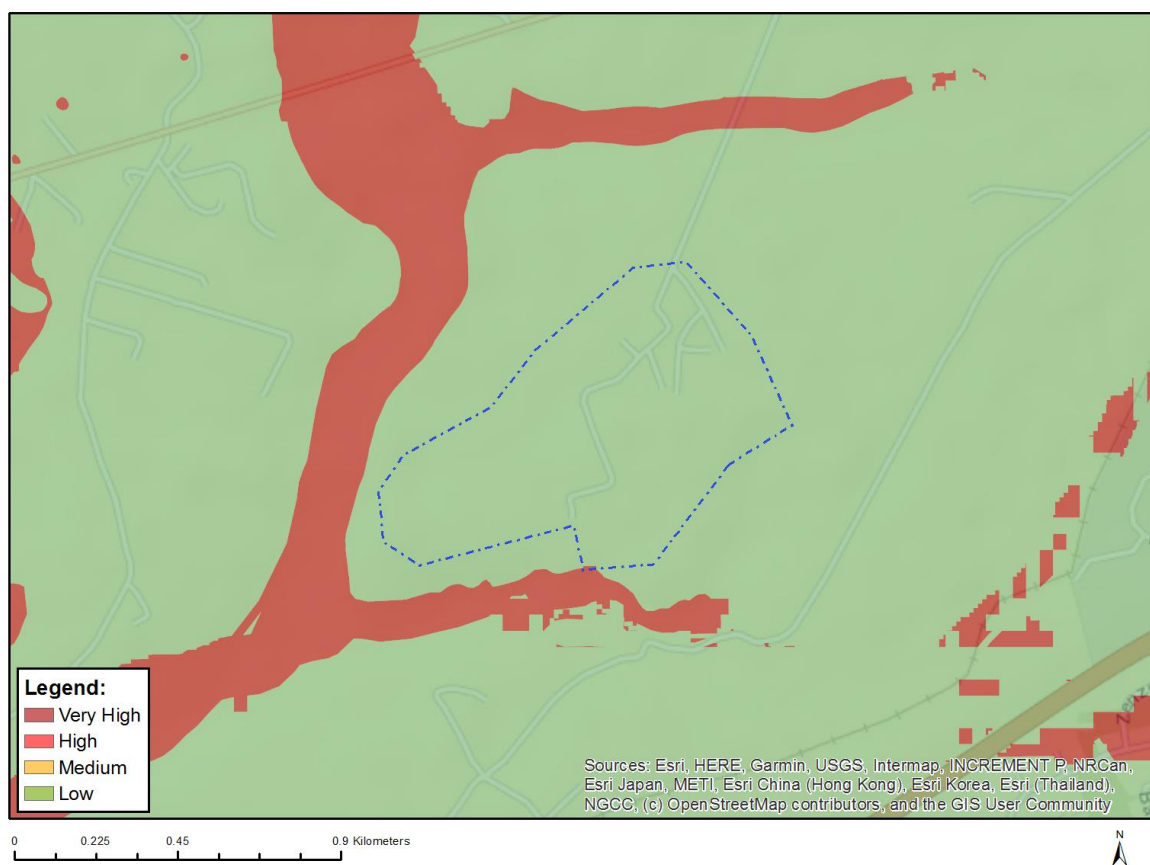 Legend:
Very High
High
Medium
Low
Sources: Esri, HERE, Garmin, USGS, Intermap, INCREMENT P, NRCan,
Esri Japan, METI, Esri China (Hong Kong), Esri Korea, Esri (Thailand),
NGCC, (c) OpenStreetMap contributors, and the GIS User Community
0 0.225 0.45 0.9 Kilometers
N